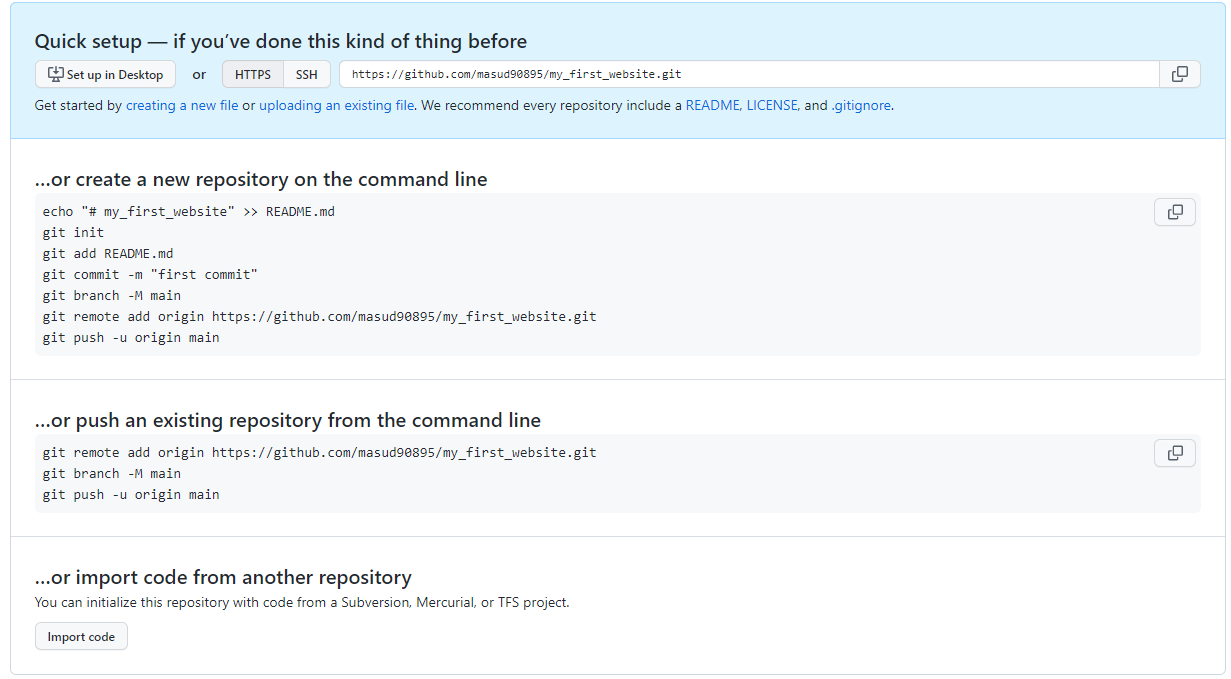 Quick setup — if you’ve done this kind of thing before
Set up in Desktop or HTTPS SSH https://github.com/masud90895/my_first_website.git
Get started by creating a new file or uploading an existing file. We recommend every repository include a README, LICENSE, and .gitignore.
…or create a new repository on the command line
echo "# my_first_website" >> README.md
git init
git add README.md
git commit -m "first commit"
git branch -M main
git remote add origin https://github.com/masud90895/my_first_website.git
git push -u origin main
…or push an existing repository from the command line
git remote add origin https://github.com/masud90895/my_first_website.git
git branch -M main
git push -u origin main
…or import code from another repository
You can initialize this repository with code from a Subversion, Mercurial, or TFS project.
Import code